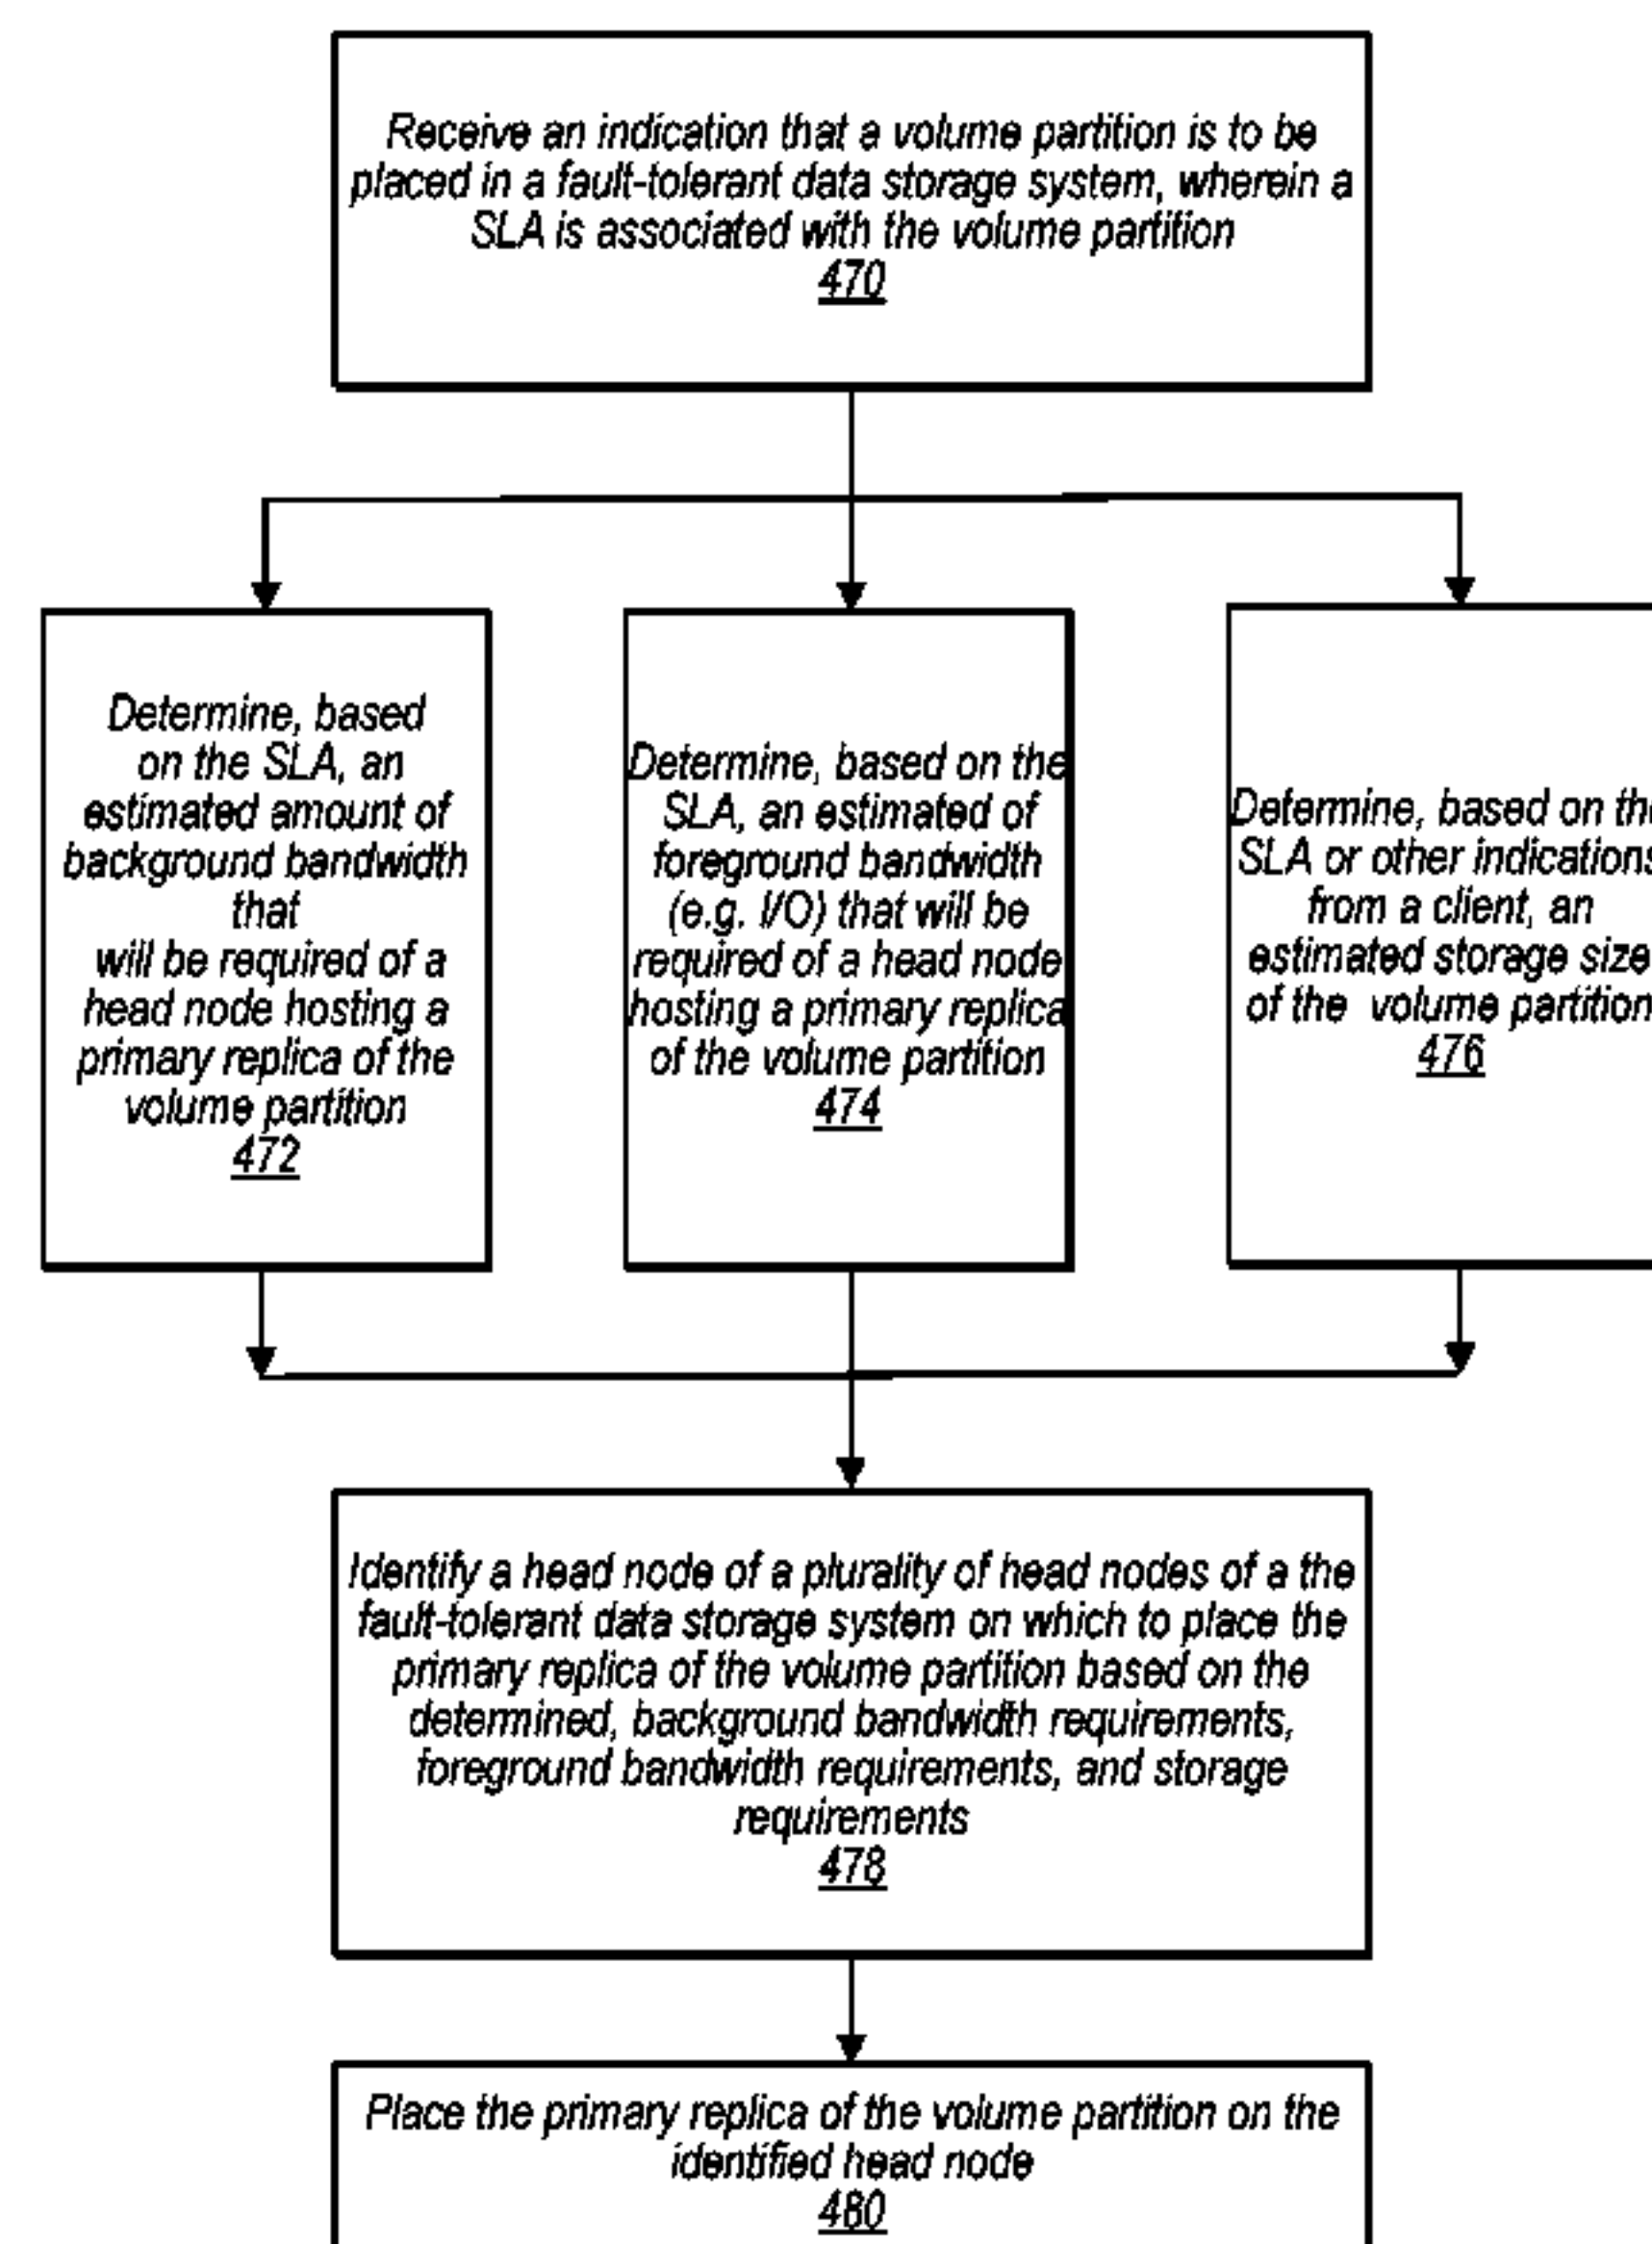 Receive an indication that a volume partition is to be
placed in a fault-tolerant data storage system, wherein a
SLA is associated with the volume partition
470
Determine, based
on the SLA, an
estimated amount of
background bandwidth
that
will be required of a
head node hosting a
primary replica of the
volume partition
472
Determine, based on the
SLA, an estimated of
foreground bandwidth
(e.g. I/O) that will be
required of a head node
hosting a primary replica
of the volume partition
474
Determine, based on the
SLA or other indications
from a client, an
estimated storage size
of the volume partition
476
Identify a head node of a plurality of head nodes of a the
fault-tolerant data storage system on which to place the
primary replica of the volume partition based on the
determined, background bandwidth requirements,
foreground bandwidth requirements, and storage
requirements
478
Place the primary replica of the volume partition on the
identified head node
480